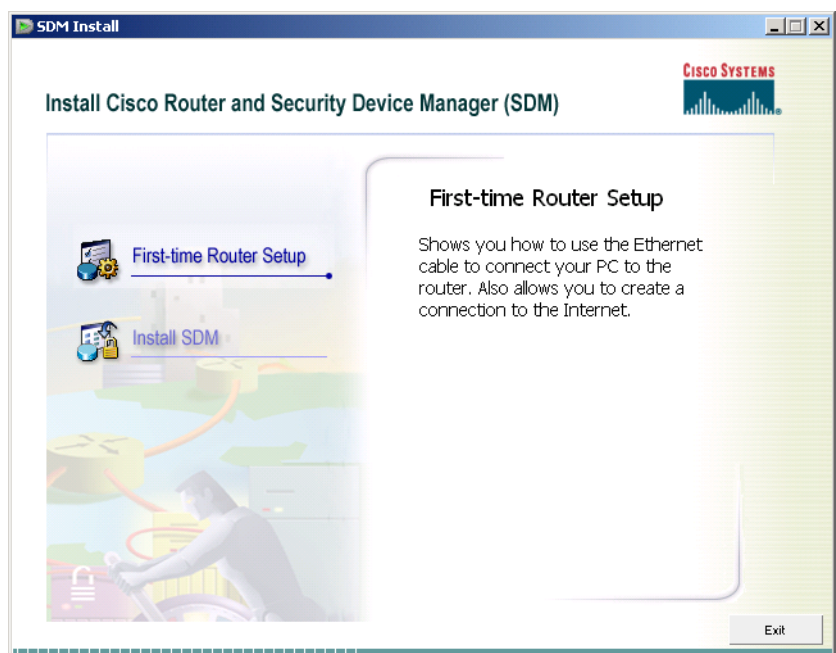 SDM Install
CISCO SYSTEMS
Install Cisco Router and Security Device Manager (SDM)
First-time Router Setup
Install SDM
First-time Router Setup
Shows you how to use the Ethernet
cable to connect your PC to the
router. Also allows you to create a
connection to the Internet.
Exit